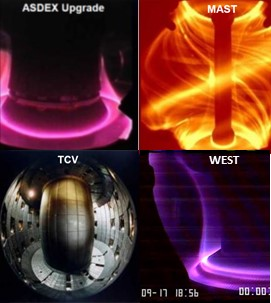 ASDEX Upgrade
MAST
TCV
WEST
09-17 18:56
00:00: